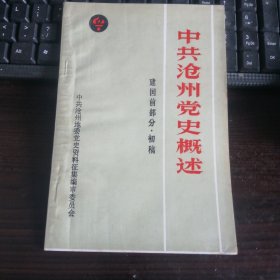 中共沧州党史概述
建国前部分·初稿
中共沧州地委党史资料征集编审委员会